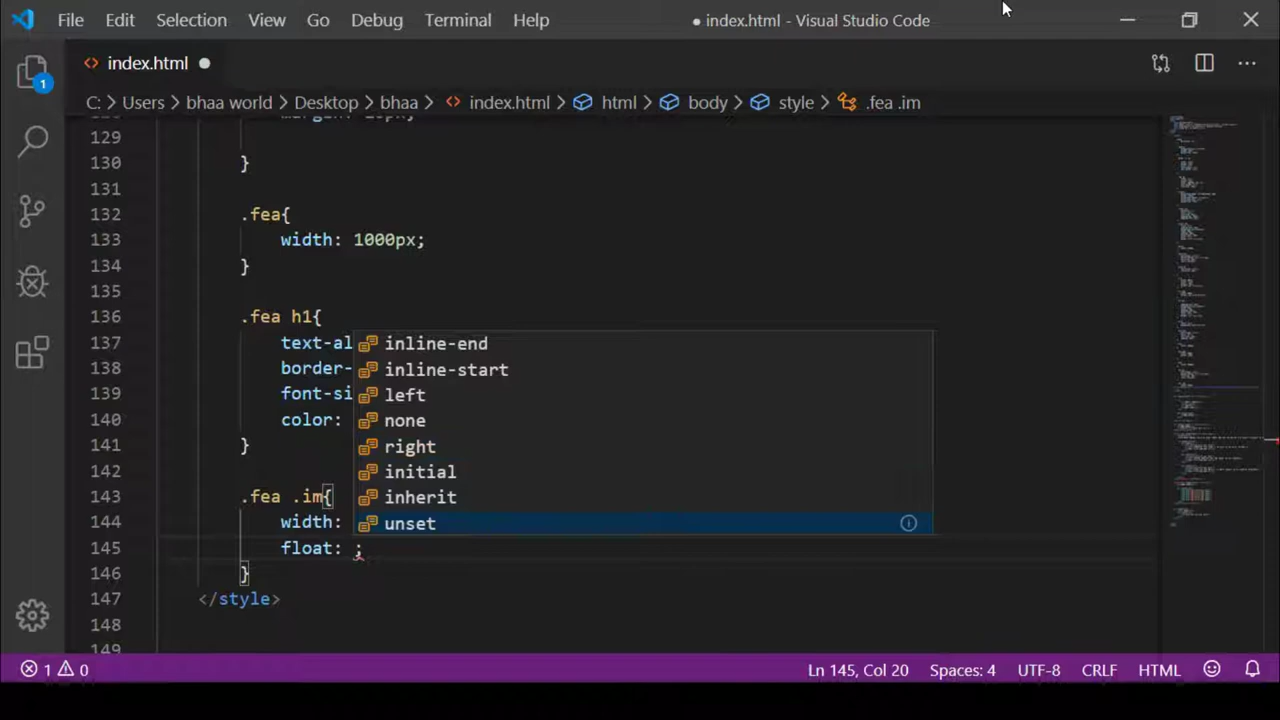 File Edit Selection View Go Debug Terminal Help ● index.html - Visual Studio Code
index.html ●
C: > Users > bhaa world > Desktop > bhaa > index.html > html > body > style > .fea .im
129
130 }
131
132 .fea{
133 width: 1000px;
134 }
135
136 .fea h1{
137 text-al
138 border-
139 font-si
140 color:
141 }
142
143 .fea .im{
144 width:
145 float: ;
146 }
147 </style>
148
149
inline-end
inline-start
left
none
right
initial
inherit
unset
1
1 0 Ln 145, Col 20 Spaces: 4 UTF-8 CRLF HTML